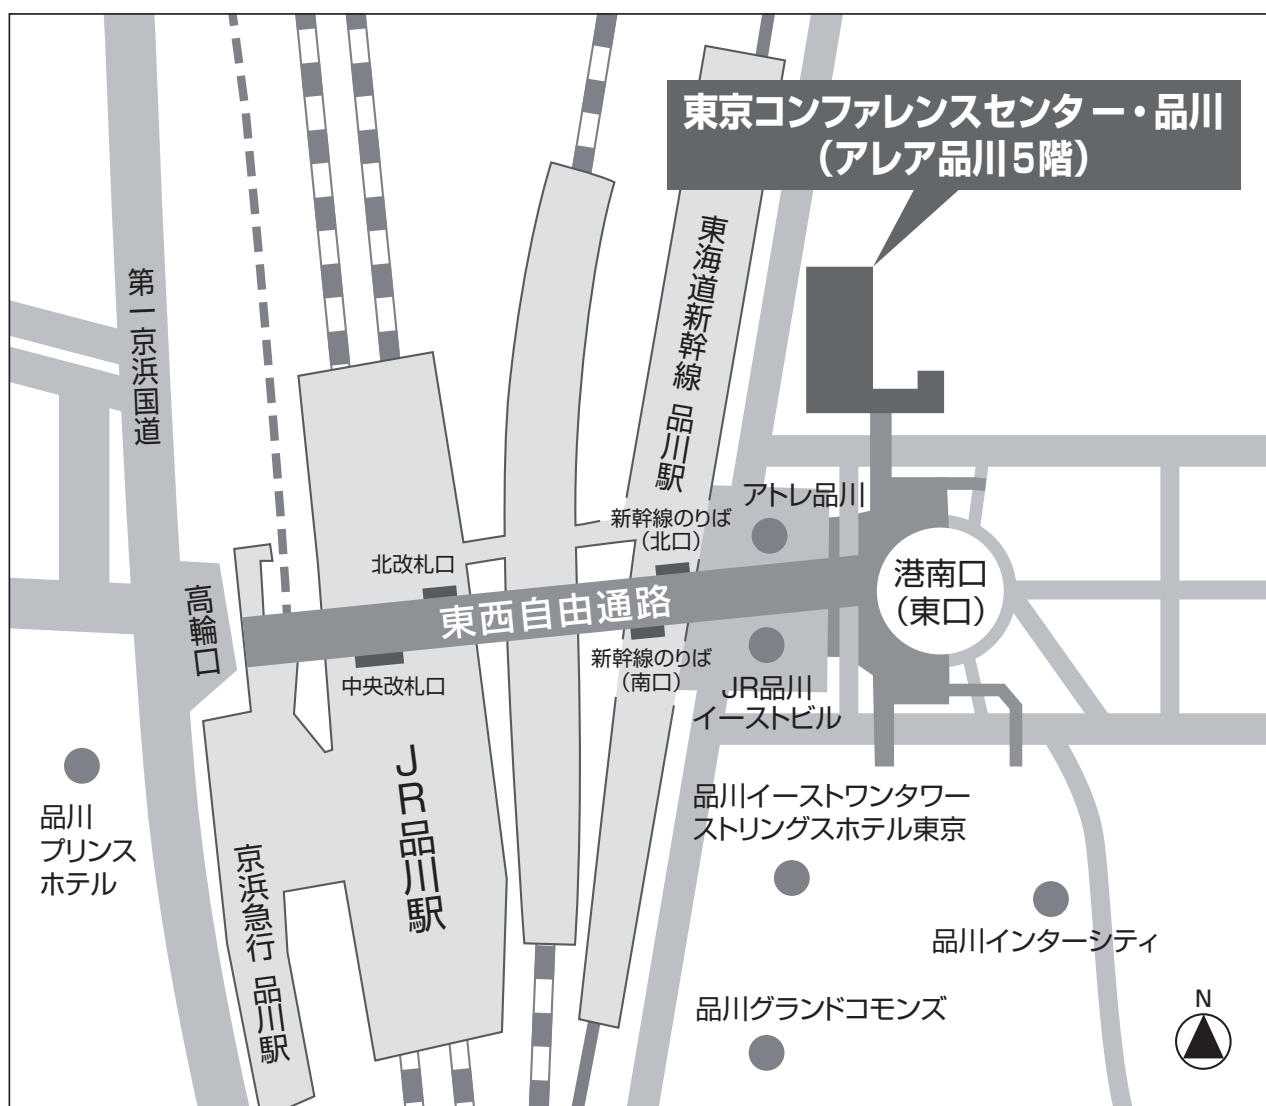 東京コンファレンスセンター・品川
(アレア品川5階)
東海道新幹線 品川駅
第一京浜国道
アトレ品川
新幹線のりば
(北口)
北改札口
港南口
(東口)
高輪口
東西自由通路
新幹線のりば
(南口)
中央改札口
JR品川
イーストビル
JR品川駅
品川
プリンス
ホテル
京浜急行 品川駅
品川イーストワンタワー
ストリングスホテル東京
品川インターシティ
品川グランドコモンズ
N